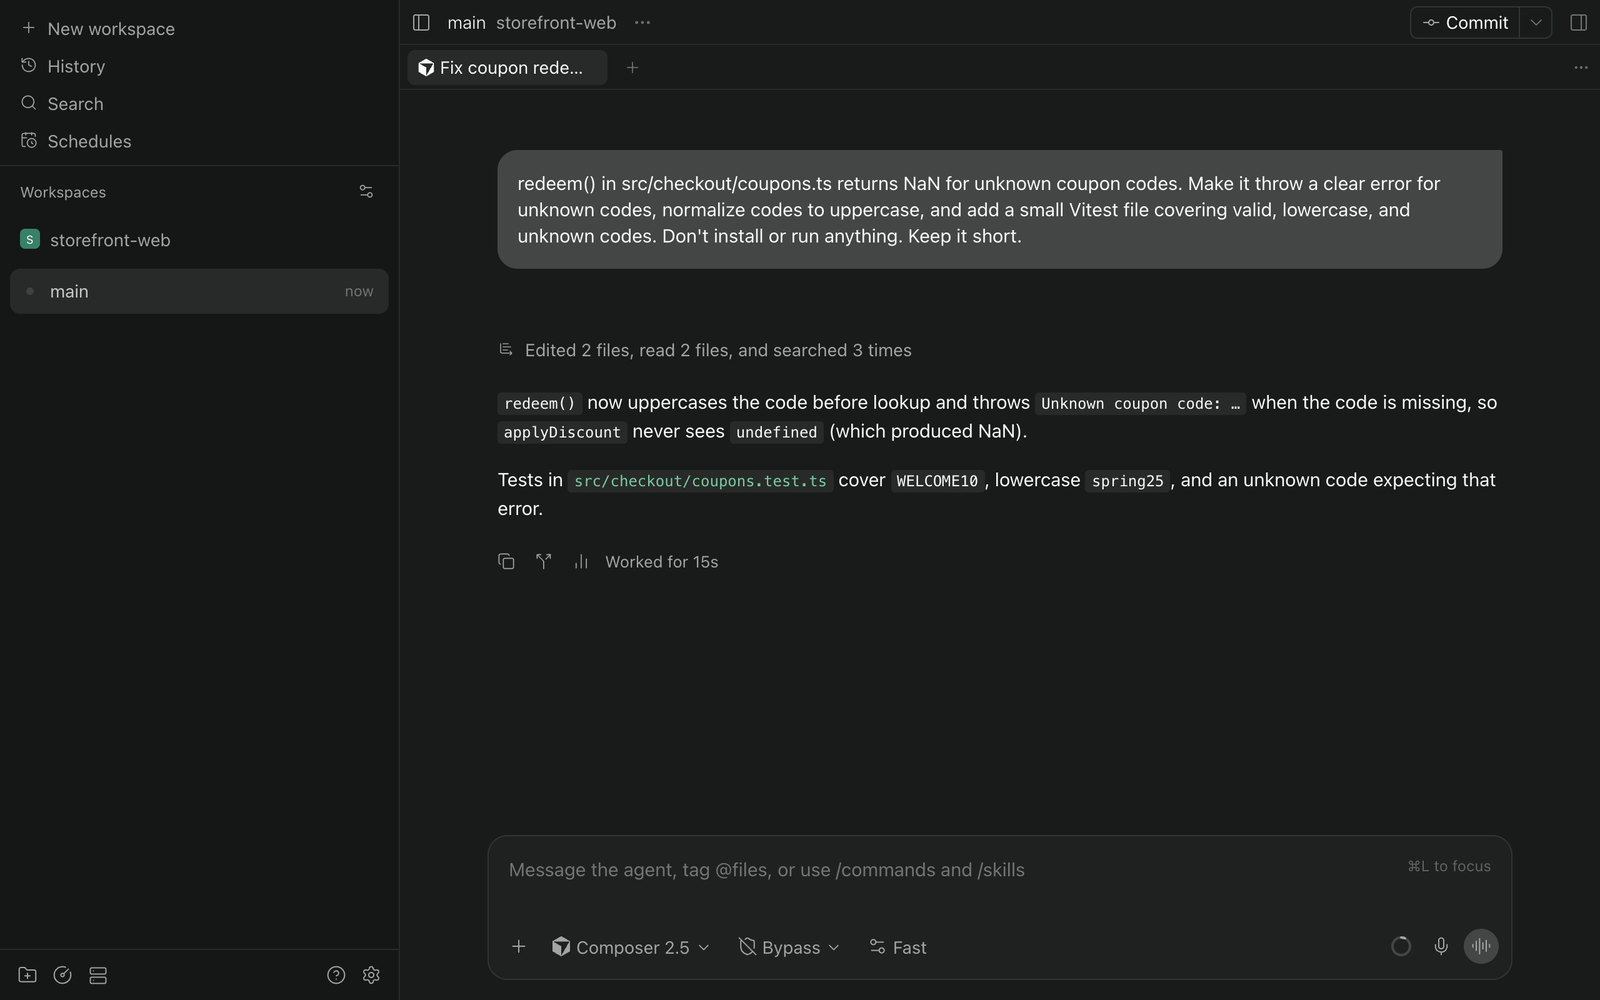 New workspace
History
Search
Schedules
Workspaces
S storefront-web
main now
main storefront-web
Commit
Fix coupon rede...
redeem() in src/checkout/coupons.ts returns NaN for unknown coupon codes. Make it throw a clear error for
unknown codes, normalize codes to uppercase, and add a small Vitest file covering valid, lowercase, and
unknown codes. Don't install or run anything. Keep it short.
Edited 2 files, read 2 files, and searched 3 times
redeem() now uppercases the code before lookup and throws Unknown coupon code: … when the code is missing, so
applyDiscount never sees undefined (which produced NaN).
Tests in src/checkout/coupons.test.ts cover WELCOME10, lowercase spring25, and an unknown code expecting that
error.
Worked for 15s
Message the agent, tag @files, or use /commands and /skills
⌘L to focus
Composer 2.5 Bypass Fast